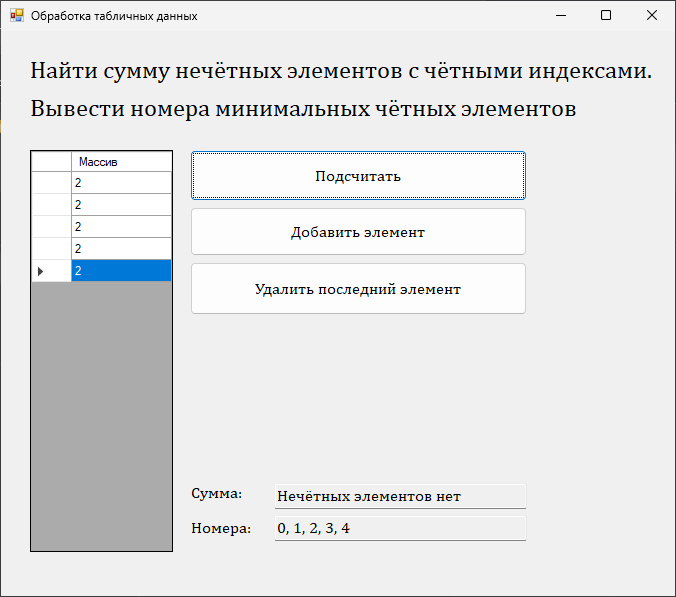 Обработка табличных данных
Найти сумму нечётных элементов с чётными индексами.
Вывести номера минимальных чётных элементов
Массив
2
2
2
2
2
Подсчитать
Добавить элемент
Удалить последний элемент
Сумма: Нечётных элементов нет
Номера: 0, 1, 2, 3, 4